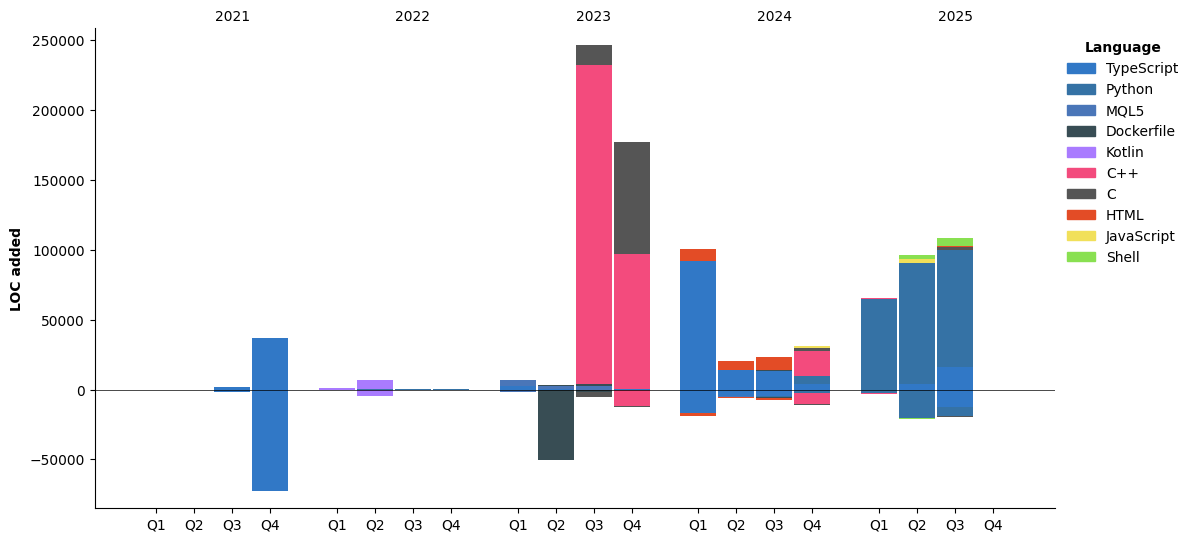 2021 2022 2023 2024 2025
250000
200000
150000
100000
50000
0
−50000
LOC added
Q1 Q2 Q3 Q4 Q1 Q2 Q3 Q4 Q1 Q2 Q3 Q4 Q1 Q2 Q3 Q4 Q1 Q2 Q3 Q4
Language
TypeScript
Python
MQL5
Dockerfile
Kotlin
C++
C
HTML
JavaScript
Shell